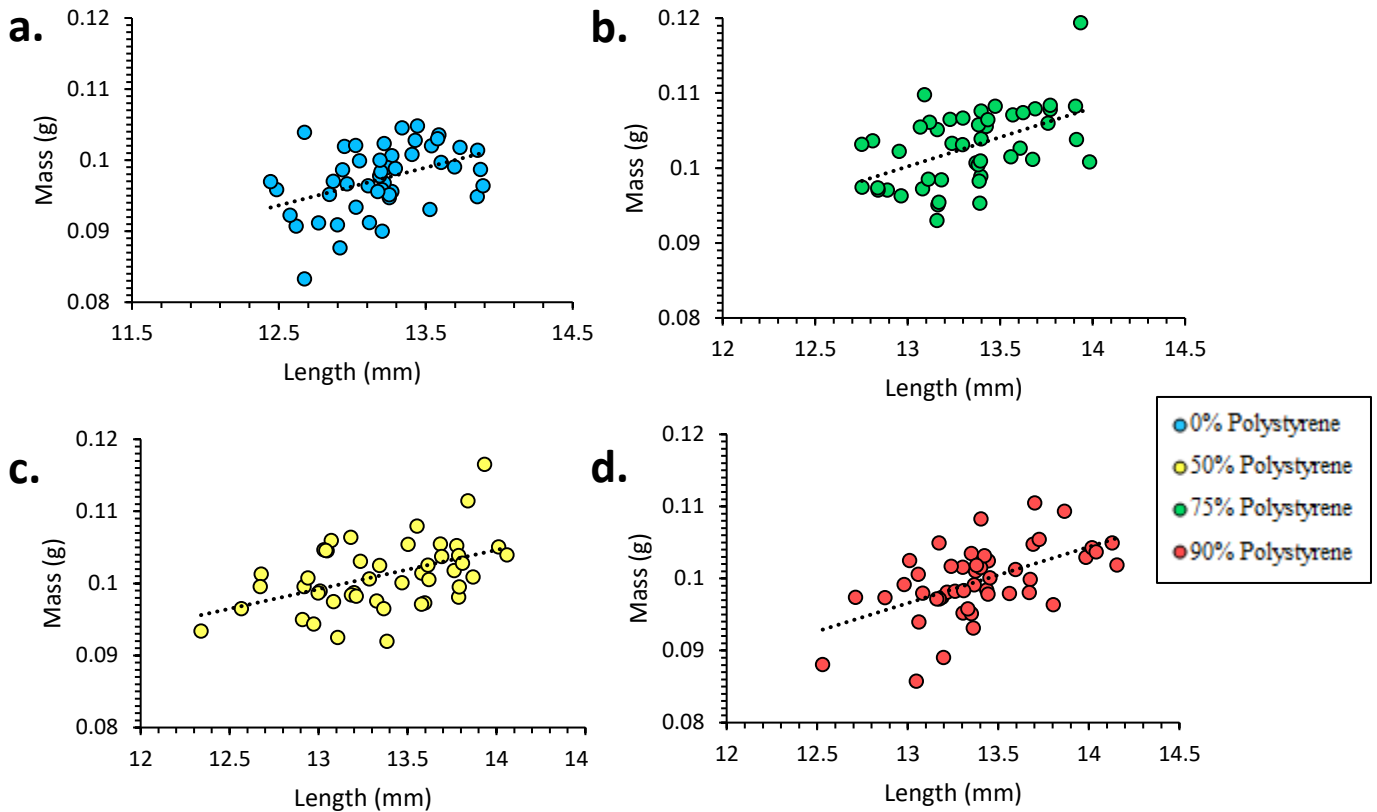 a.
0.12
0.11
0.1
0.09
0.08
Mass (g)
11.5 12.5 13.5 14.5
Length (mm)
b.
0.12
0.11
0.1
0.09
0.08
Mass (g)
12 12.5 13 13.5 14 14.5
Length (mm)
c.
0.12
0.11
0.1
0.09
0.08
Mass (g)
12 12.5 13 13.5 14 14
Length (mm)
d.
0.12
0.11
0.1
0.09
0.08
Mass (g)
12 12.5 13 13.5 14 14.5
Length (mm)
0% Polystyrene
50% Polystyrene
75% Polystyrene
90% Polystyrene